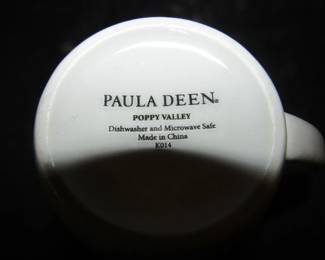 PAULA DEEN®
POPPY VALLEY
Dishwasher and Microwave Safe
Made in China
K014